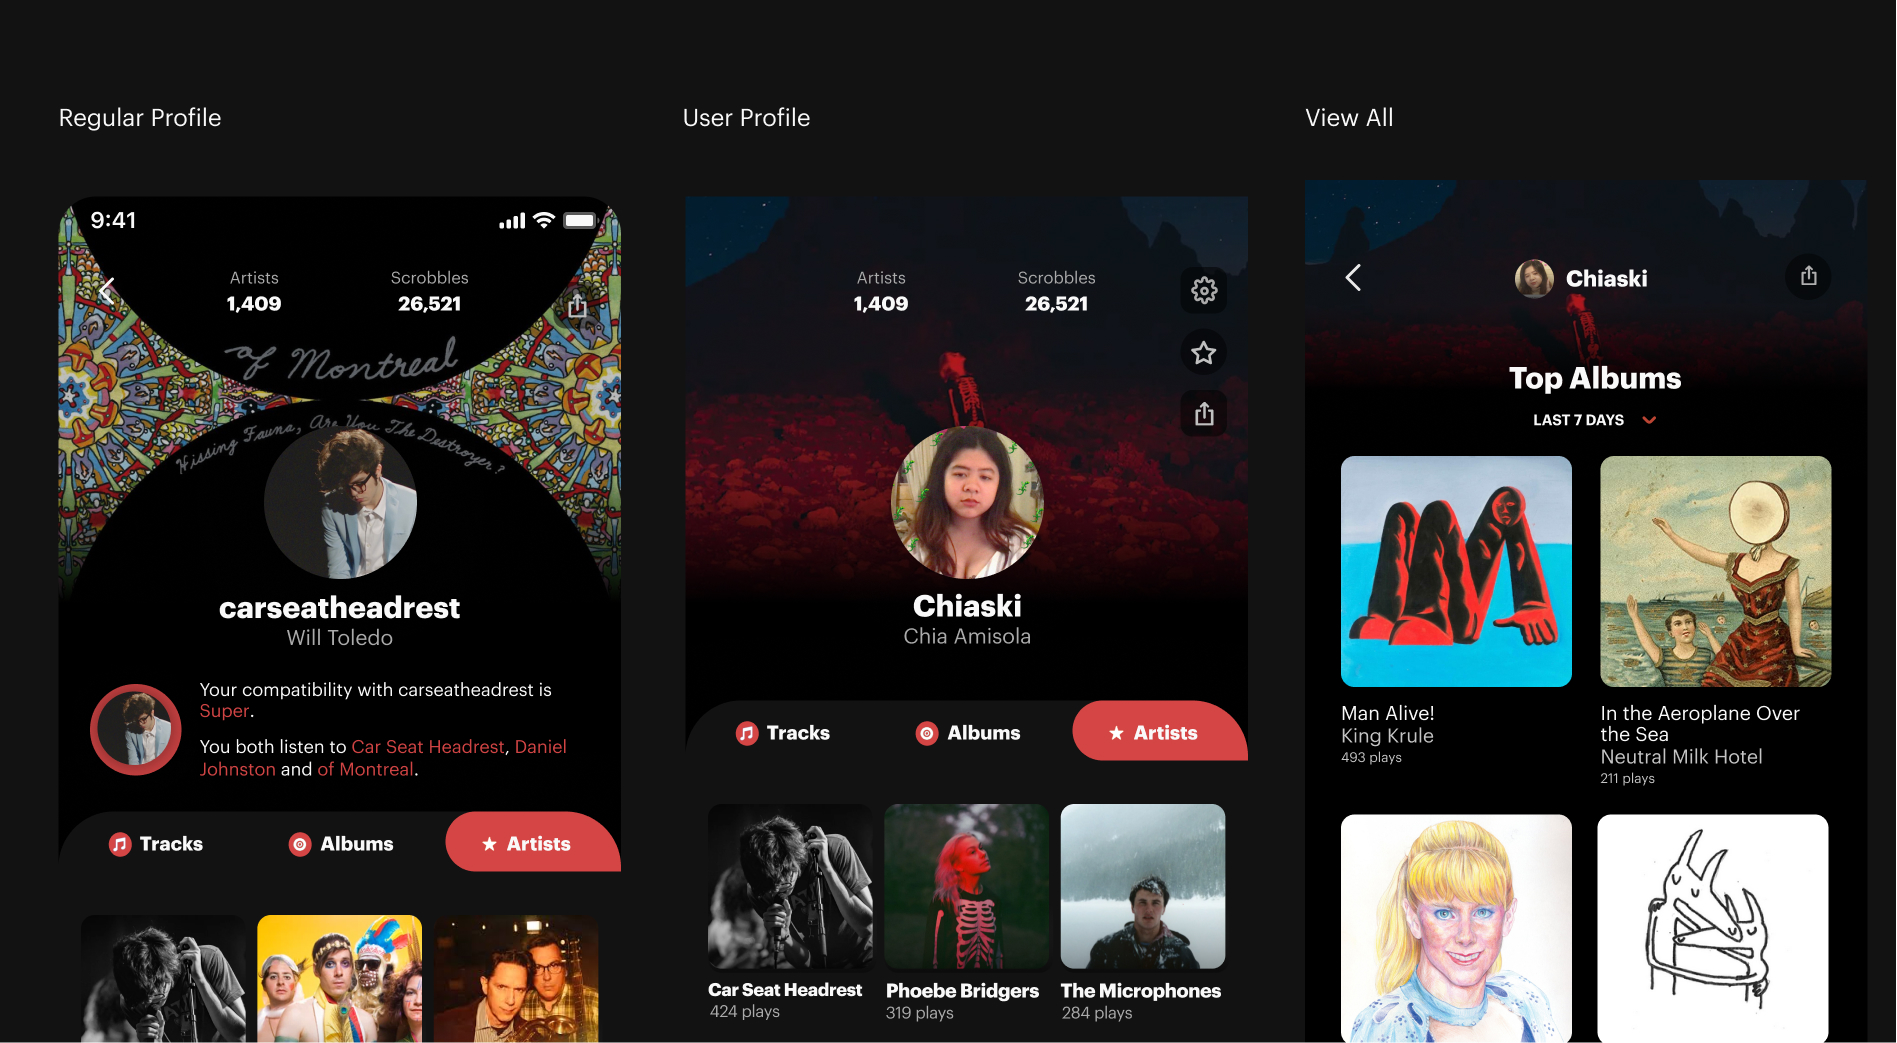 Regular Profile
9:41
Artists
1,409
Scrobbles
26,521
of Montreal
Hissing Fauna, Are You The Destroyer?
carseatheadrest
Will Toledo
Your compatibility with carseatheadrest is
Super.
You both listen to Car Seat Headrest, Daniel
Johnston and of Montreal.
Tracks
Albums
Artists
User Profile
Artists
1,409
Scrobbles
26,521
Chiaski
Chia Amisola
Tracks
Albums
Artists
Car Seat Headrest
424 plays
Phoebe Bridgers
319 plays
The Microphones
284 plays
View All
Chiaski
Top Albums
LAST 7 DAYS
Man Alive!
King Krule
493 plays
In the Aeroplane Over
the Sea
Neutral Milk Hotel
211 plays